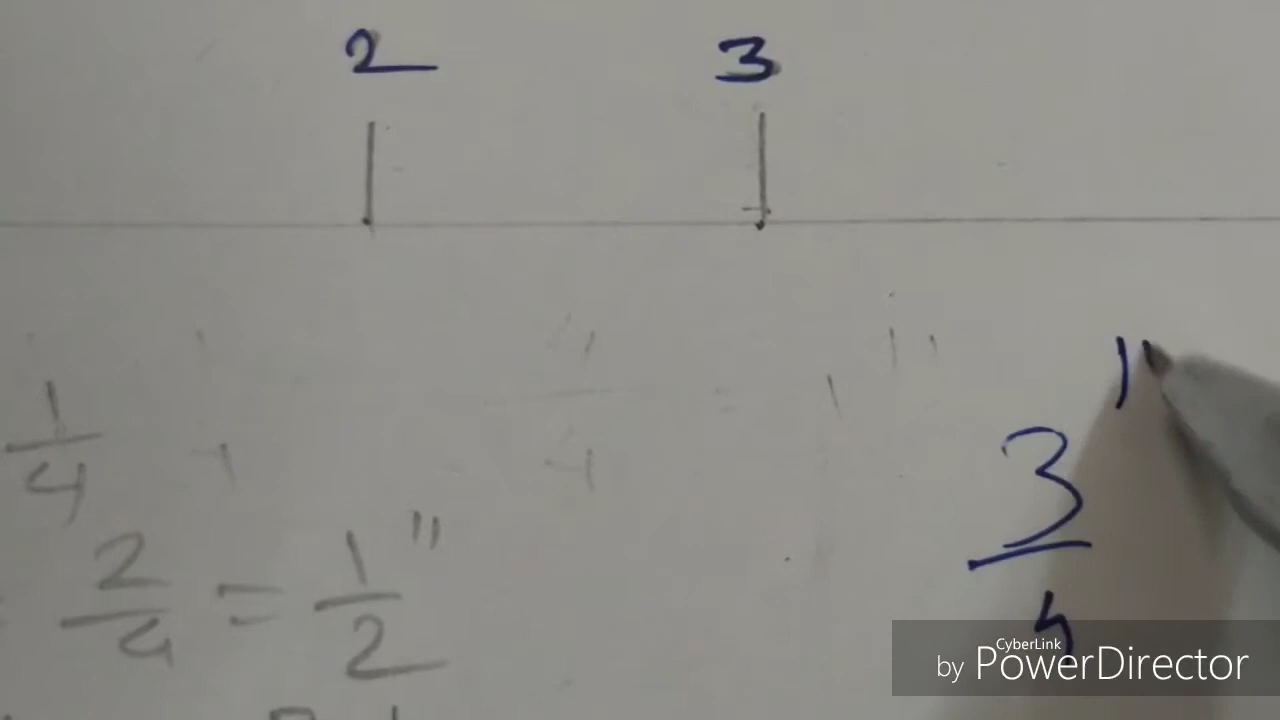 2 3
1/4
3/4"
2/4 = 1/2"
CyberLink
by PowerDirector